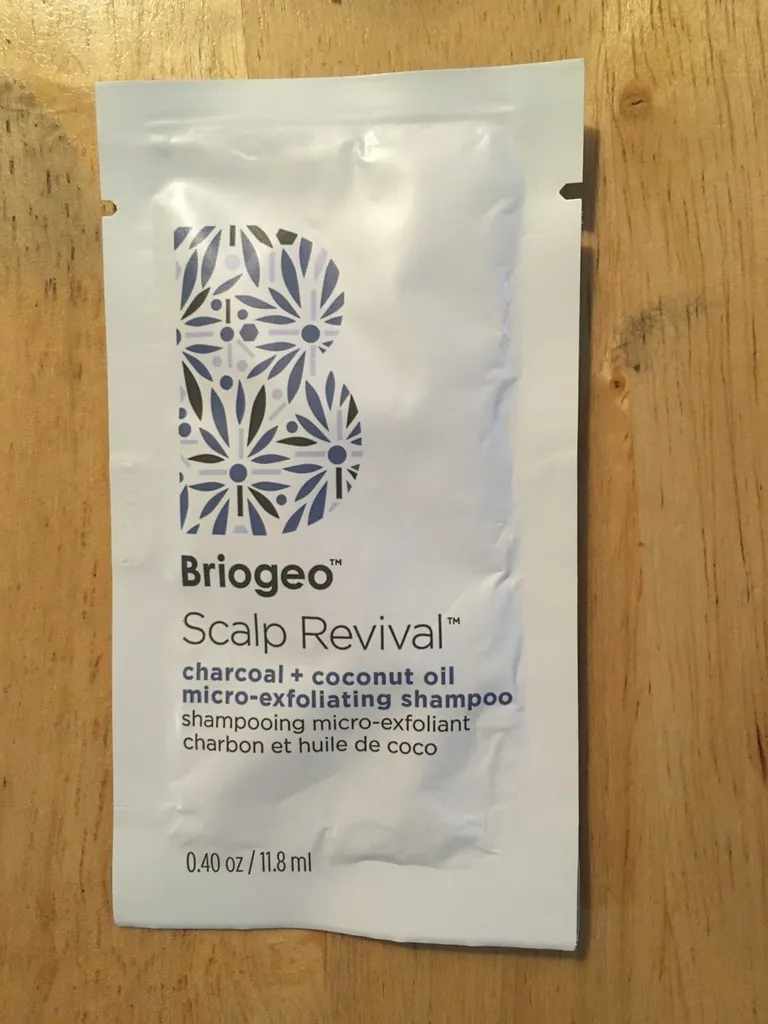 Briogeo™
Scalp Revival™
charcoal + coconut oil
micro-exfoliating shampoo
shampooing micro-exfoliant
charbon et huile de coco
0.40 oz / 11.8 ml